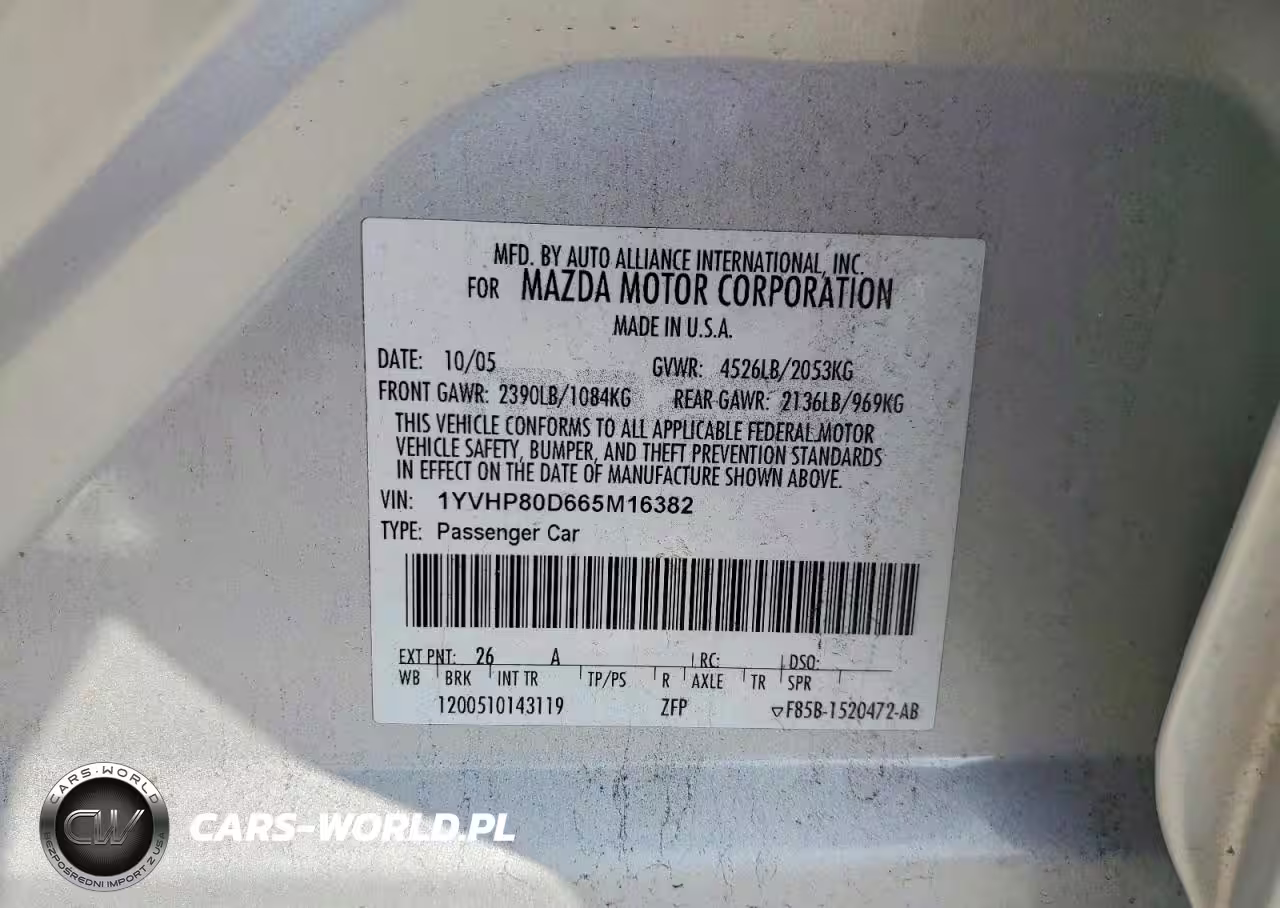 MFD. BY AUTO ALLIANCE INTERNATIONAL, INC.
FOR MAZDA MOTOR CORPORATION
MADE IN U.S.A.
DATE: 10/05 GVWR: 4526LB/2053KG
FRONT GAWR: 2390LB/1084KG REAR GAWR: 2136LB/969KG
THIS VEHICLE CONFORMS TO ALL APPLICABLE FEDERAL MOTOR
VEHICLE SAFETY, BUMPER, AND THEFT PREVENTION STANDARDS
IN EFFECT ON THE DATE OF MANUFACTURE SHOWN ABOVE.
VIN: 1YVHP80D665M16382
TYPE: Passenger Car
EXT PNT: 26 A RC: DSO:
WB BRK INT TR TP/PS R AXLE TR SPR
1200510143119 ZFP ▽F85B-1520472-AB
CARS-WORLD
CW
BEZPOŚREDNI IMPORT Z USA
CARS-WORLD.PL